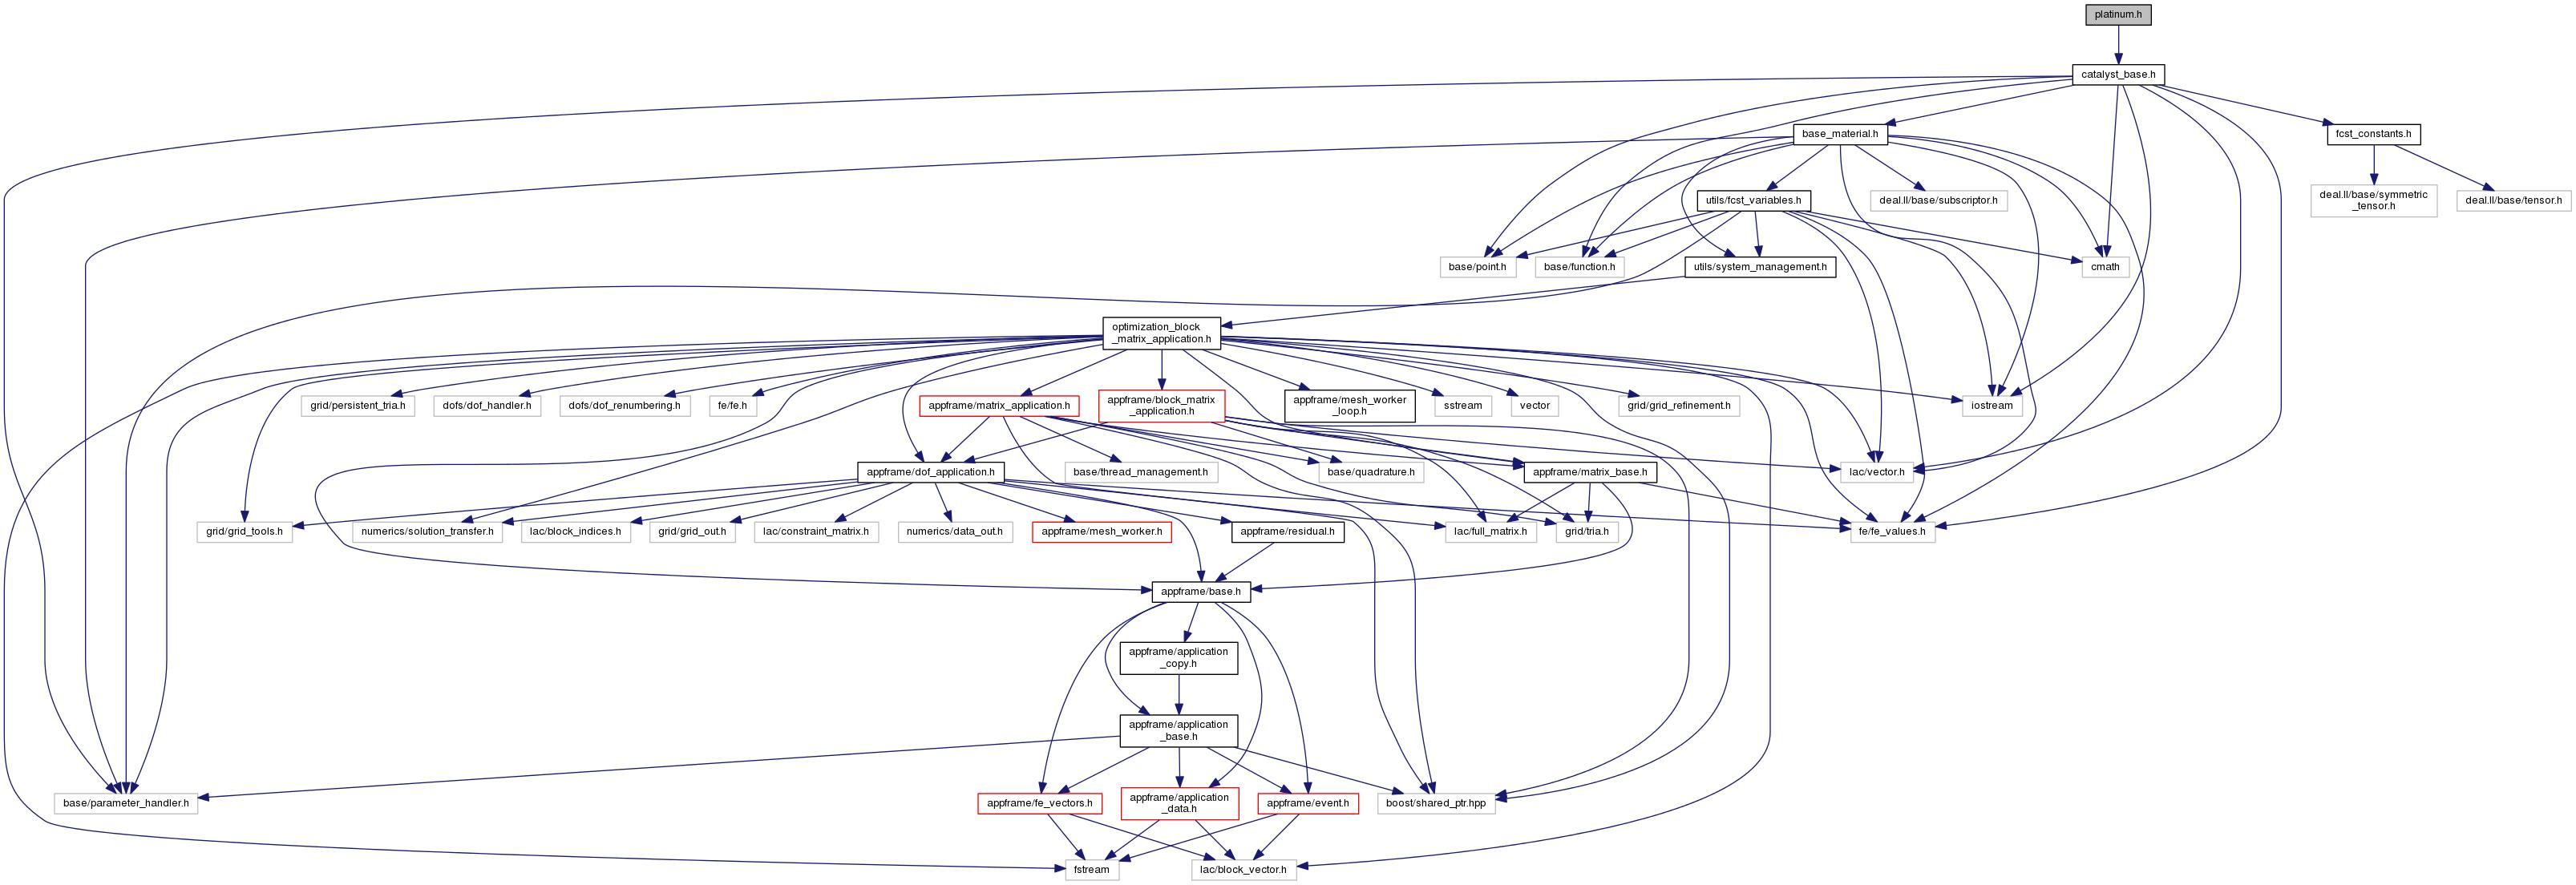 platinum.h
catalyst_base.h
base_material.h
fcst_constants.h
utils/fcst_variables.h
deal.II/base/subscriptor.h
deal.II/base/symmetric
_tensor.h
deal.II/base/tensor.h
base/point.h
base/function.h
utils/system_management.h
cmath
optimization_block
_matrix_application.h
grid/persistent_tria.h
dofs/dof_handler.h
dofs/dof_renumbering.h
fe/fe.h
appframe/matrix_application.h
appframe/block_matrix
_application.h
appframe/mesh_worker
_loop.h
sstream
vector
grid/grid_refinement.h
iostream
appframe/dof_application.h
base/thread_management.h
base/quadrature.h
appframe/matrix_base.h
lac/vector.h
grid/grid_tools.h
numerics/solution_transfer.h
lac/block_indices.h
grid/grid_out.h
lac/constraint_matrix.h
numerics/data_out.h
appframe/mesh_worker.h
appframe/residual.h
lac/full_matrix.h
grid/tria.h
fe/fe_values.h
appframe/base.h
appframe/application
_copy.h
appframe/application
_base.h
base/parameter_handler.h
appframe/fe_vectors.h
appframe/application
_data.h
appframe/event.h
boost/shared_ptr.hpp
fstream
lac/block_vector.h